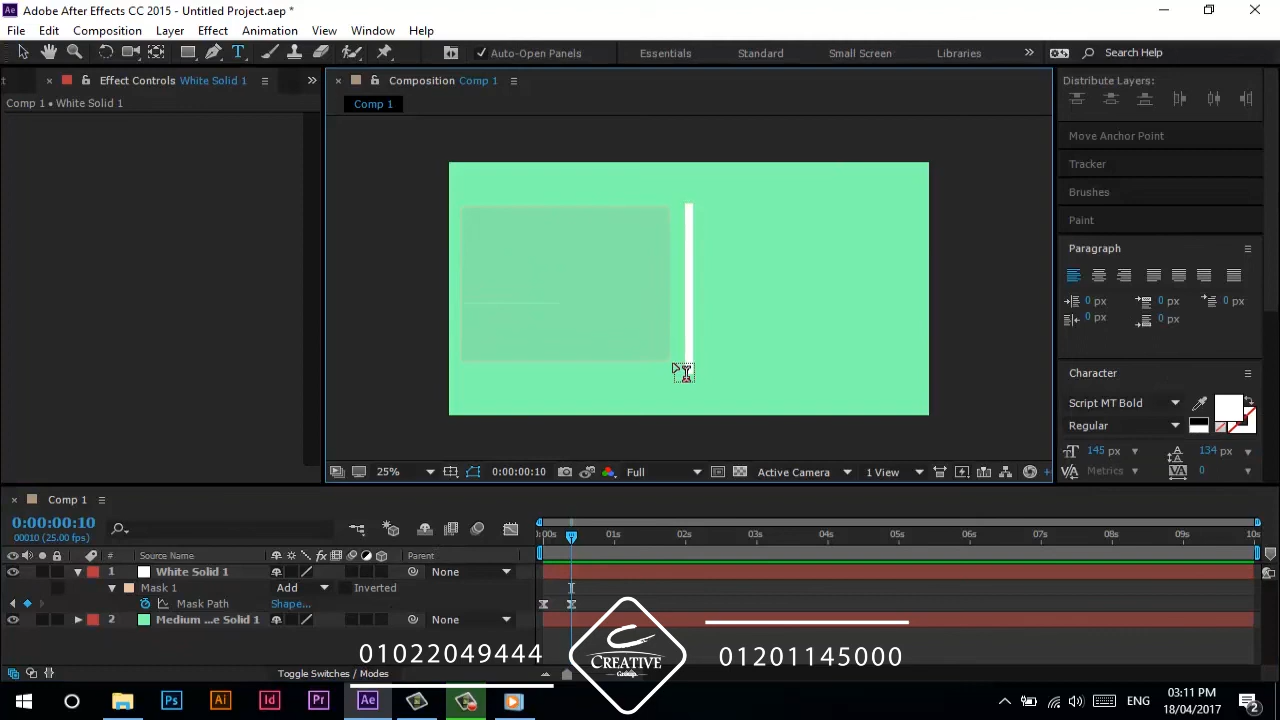 Adobe After Effects CC 2015 - Untitled Project.aep *
File Edit Composition Layer Effect Animation View Window Help
Auto-Open Panels Essentials Standard Small Screen Libraries Search Help
Effect Controls White Solid 1
Composition Comp 1
Comp 1 • White Solid 1
Comp 1
Distribute Layers:
Move Anchor Point
Tracker
Brushes
Paint
Paragraph
0 px 0 px 0 px
0 px 0 px
Character
Script MT Bold
Regular
145 px 134 px
Metrics 0
25% 0:00:00:10 Full Active Camera 1 View
Comp 1
0:00:00:10
00010 (25.00 fps)
:00s 01s 02s 03s 04s 05s 06s 07s 08s 09s 10s
# Source Name Parent
1 White Solid 1 None
Mask 1 Add Inverted
Mask Path Shape...
2 Medium ...e Solid 1 None
01022049444 01201145000
CREATIVE
Group
Toggle Switches / Modes
Ps Ai Id Pr Ae
ENG
03:11 PM
18/04/2017
2